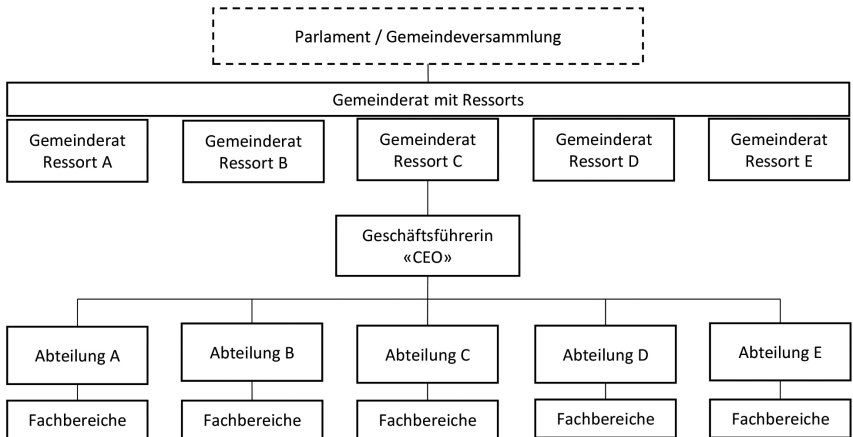 Parlament / Gemeindeversammlung
Gemeinderat mit Ressorts
Gemeinderat
Ressort A
Gemeinderat
Ressort B
Gemeinderat
Ressort C
Gemeinderat
Ressort D
Gemeinderat
Ressort E
Geschäftsführerin
«CEO»
Abteilung A
Abteilung B
Abteilung C
Abteilung D
Abteilung E
Fachbereiche
Fachbereiche
Fachbereiche
Fachbereiche
Fachbereiche